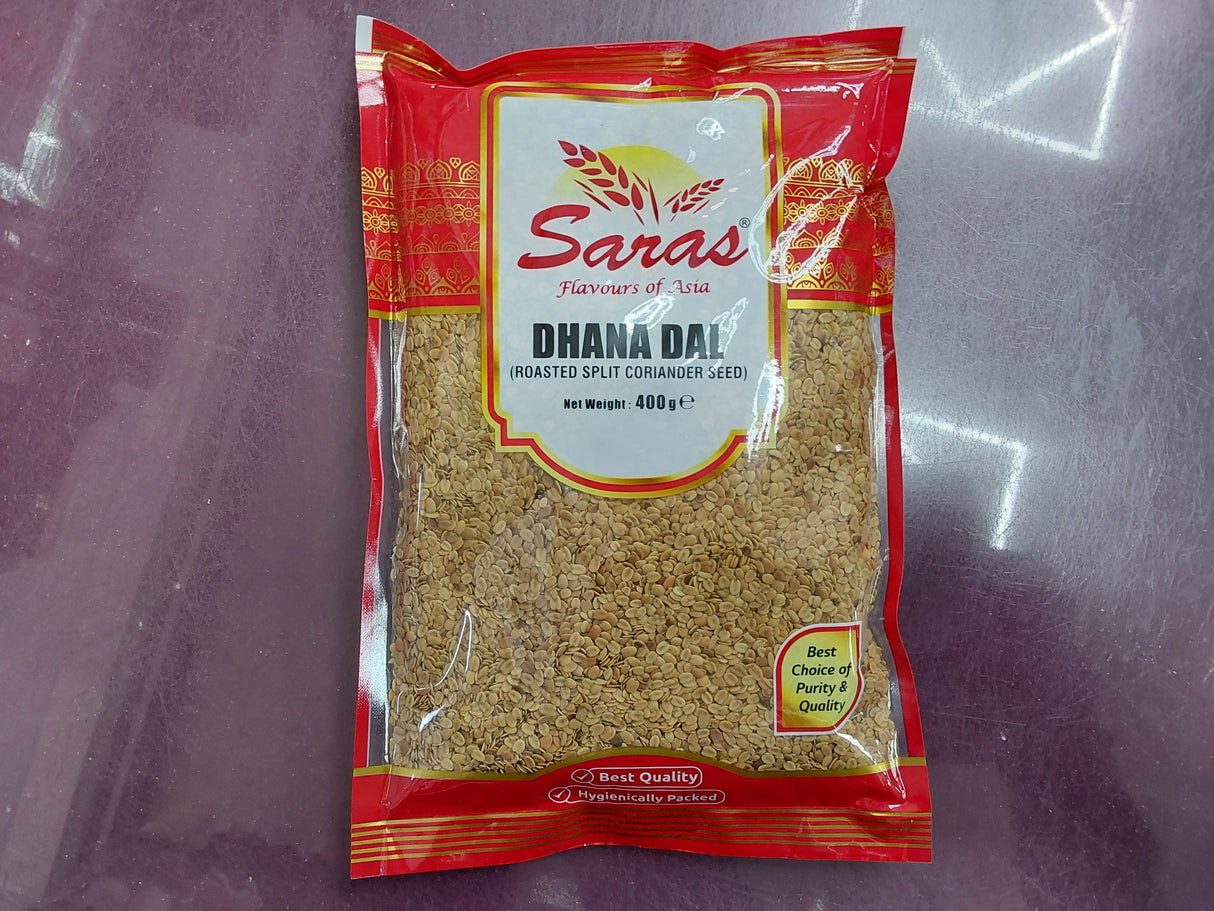 Saras®
Flavours of Asia
DHANA DAL
(ROASTED SPLIT CORIANDER SEED)
Net Weight : 400 g ℮
Best
Choice of
Purity &
Quality
Best Quality
Hygienically Packed